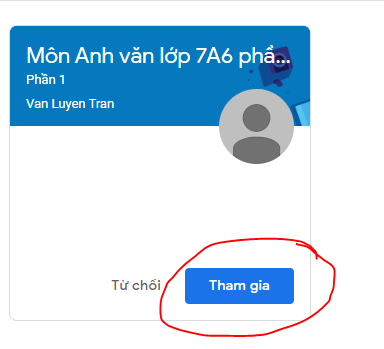 Môn Anh văn lớp 7A6 phầ...
Phần 1
Van Luyen Tran
Từ chối
Tham gia